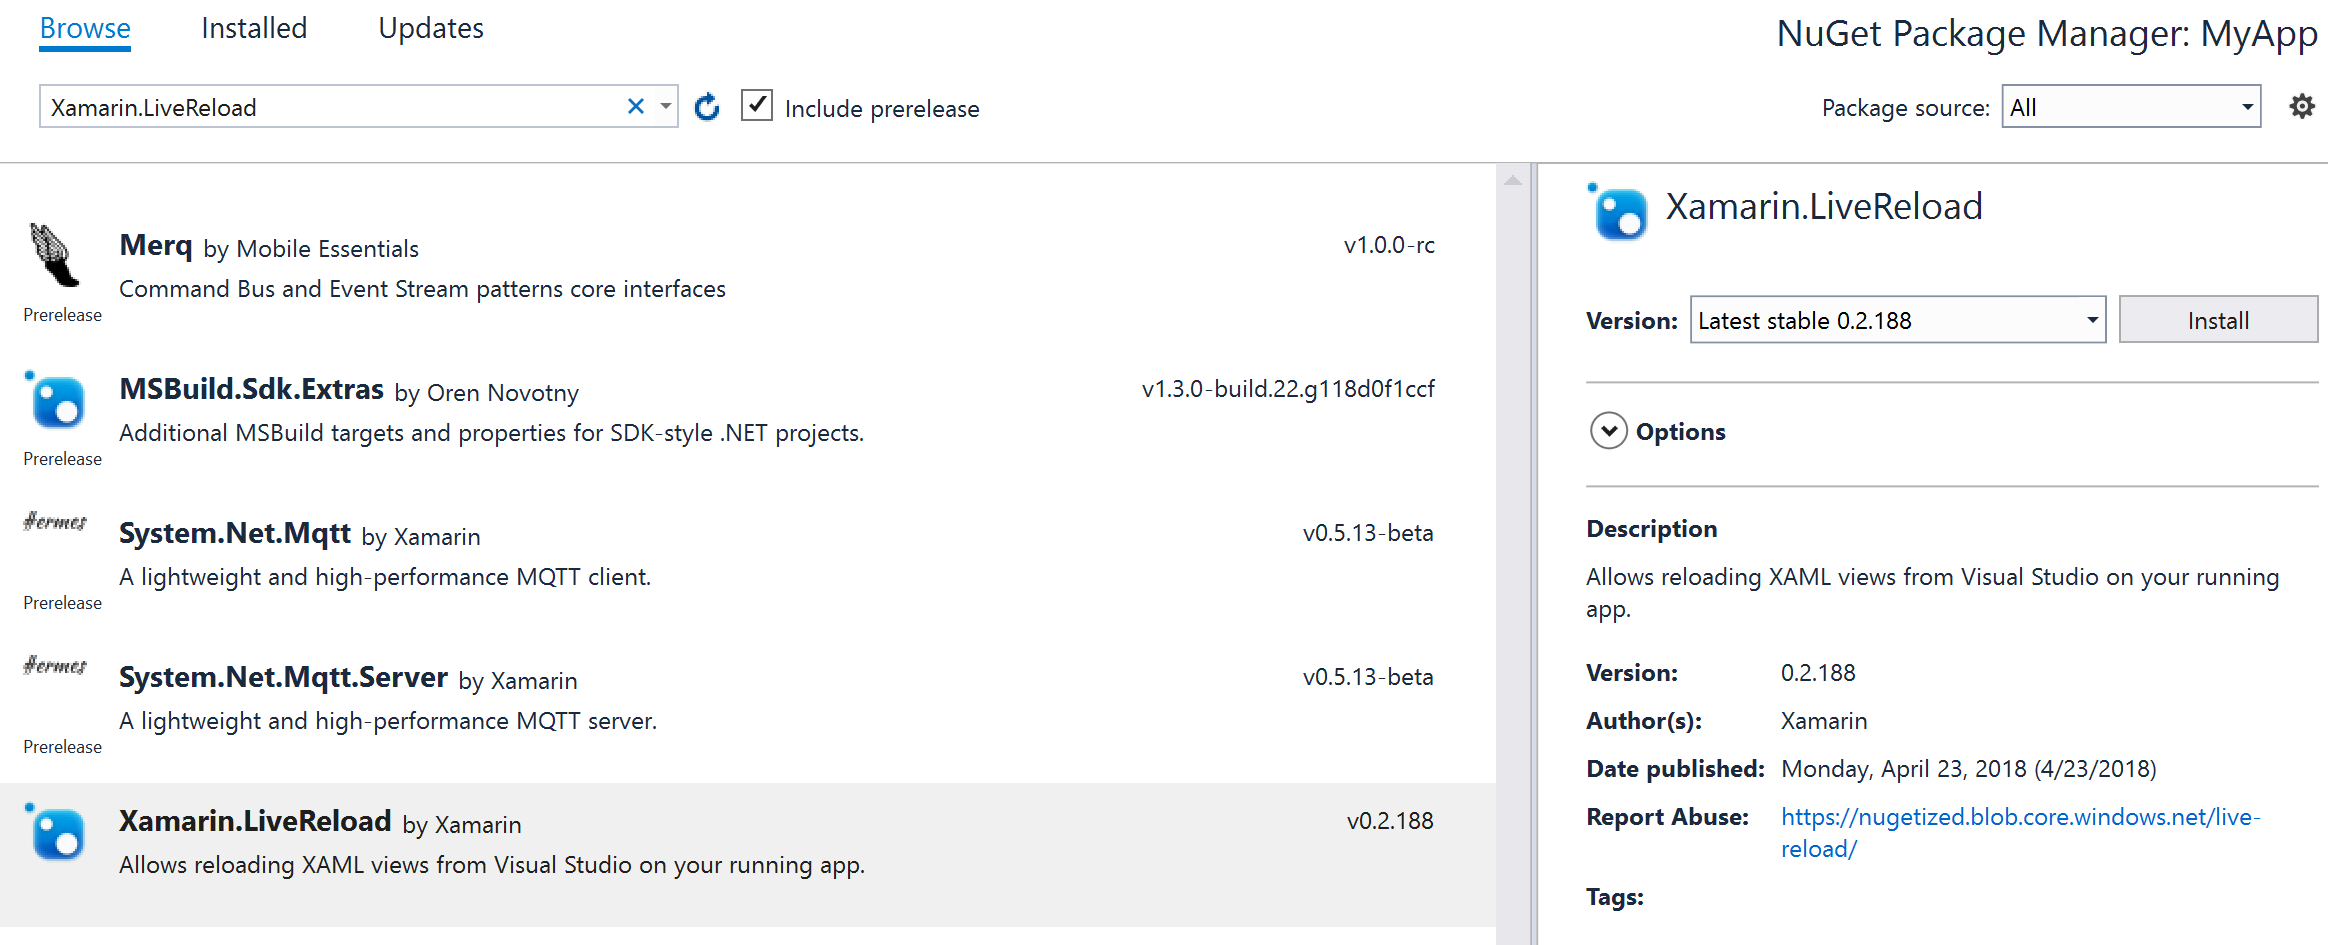 Browse Installed Updates
NuGet Package Manager: MyApp
Xamarin.LiveReload
Include prerelease
Package source: All
Merq by Mobile Essentials v1.0.0-rc
Command Bus and Event Stream patterns core interfaces
Prerelease
MSBuild.Sdk.Extras by Oren Novotny v1.3.0-build.22.g118d0f1ccf
Additional MSBuild targets and properties for SDK-style .NET projects.
Prerelease
Hermes
System.Net.Mqtt by Xamarin v0.5.13-beta
A lightweight and high-performance MQTT client.
Prerelease
Hermes
System.Net.Mqtt.Server by Xamarin v0.5.13-beta
A lightweight and high-performance MQTT server.
Prerelease
Xamarin.LiveReload by Xamarin v0.2.188
Allows reloading XAML views from Visual Studio on your running app.
Xamarin.LiveReload
Version: Latest stable 0.2.188 Install
Options
Description
Allows reloading XAML views from Visual Studio on your running
app.
Version: 0.2.188
Author(s): Xamarin
Date published: Monday, April 23, 2018 (4/23/2018)
Report Abuse: https://nugetized.blob.core.windows.net/live-
reload/
Tags: